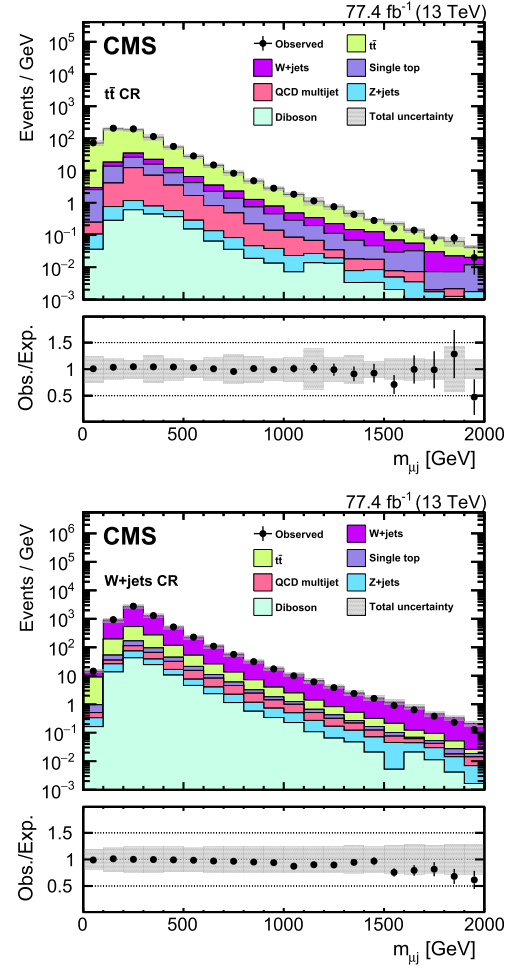 77.4 fb⁻¹ (13 TeV)
CMS
tt̄ CR
Events / GeV
10⁵
10⁴
10³
10²
10
1
10⁻¹
10⁻²
10⁻³
Observed
tt̄
W+jets
Single top
QCD multijet
Z+jets
Diboson
Total uncertainty
Obs./Exp.
1.5
1
0.5
0 500 1000 1500 2000
m_μj [GeV]
77.4 fb⁻¹ (13 TeV)
CMS
W+jets CR
Events / GeV
10⁶
10⁵
10⁴
10³
10²
10
1
10⁻¹
10⁻²
10⁻³
Observed
W+jets
tt̄
Single top
QCD multijet
Z+jets
Diboson
Total uncertainty
Obs./Exp.
1.5
1
0.5
0 500 1000 1500 2000
m_μj [GeV]